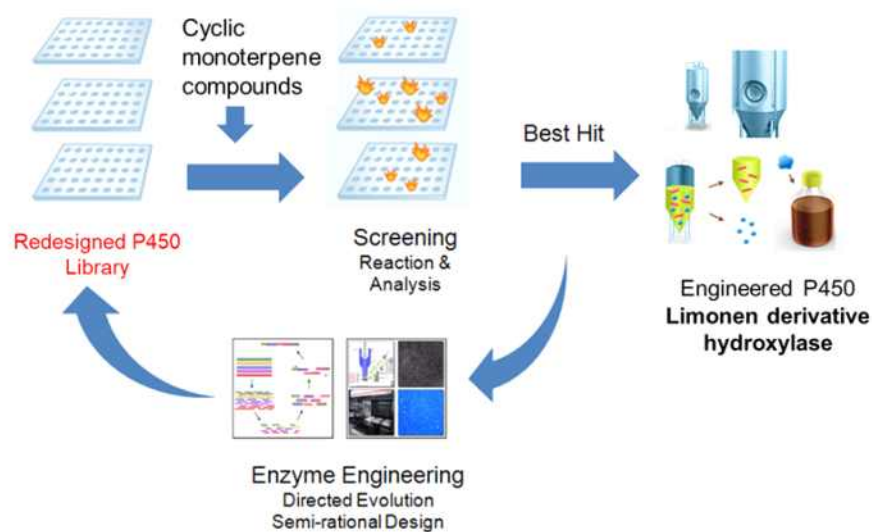 Cyclic
monoterpene
compounds
Best Hit
Redesigned P450
Library
Screening
Reaction &
Analysis
Engineered P450
Limonen derivative
hydroxylase
Enzyme Engineering
Directed Evolution
Semi-rational Design